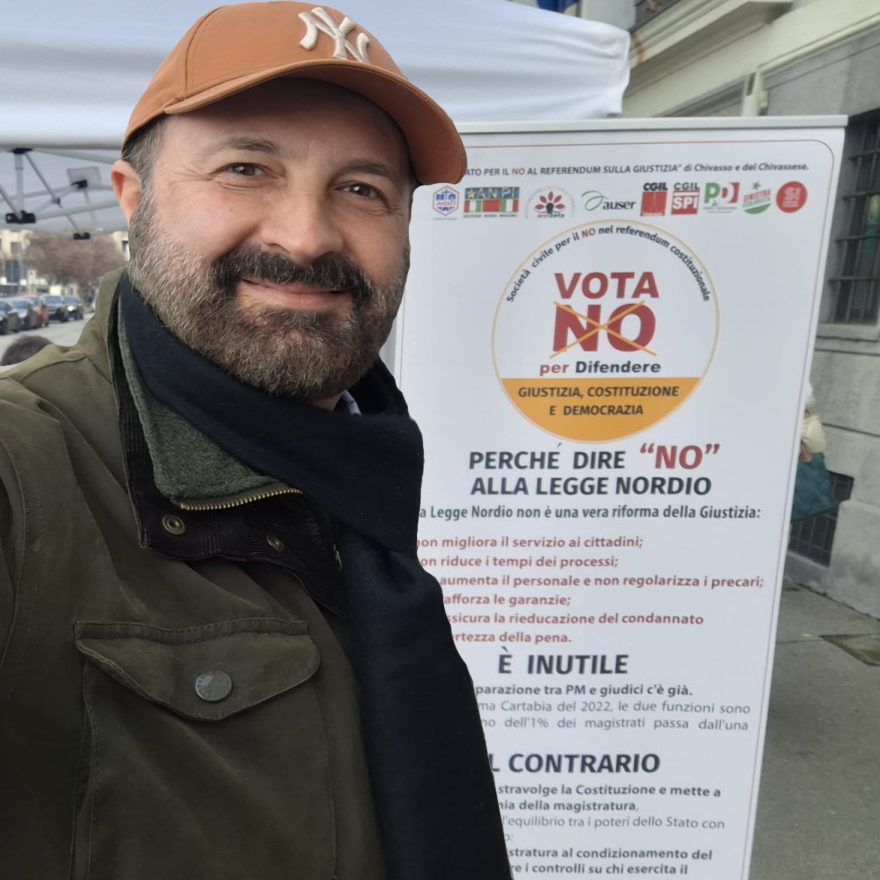 NY
ATO PER IL NO AL REFERENDUM SULLA GIUSTIZIA" di Chivasso e del Chivassese.
ANPI
auser
CGIL
CGIL
SPI
PD
Società civile per il NO nel referendum costituzionale
VOTA
NO
per Difendere
GIUSTIZIA, COSTITUZIONE
E DEMOCRAZIA
PERCHÉ DIRE "NO"
ALLA LEGGE NORDIO
a Legge Nordio non è una vera riforma della Giustizia:
on migliora il servizio ai cittadini;
on riduce i tempi dei processi;
aumenta il personale e non regolarizza i precari;
afforza le garanzie;
ssicura la rieducazione del condannato
ertezza della pena.
È INUTILE
parazione tra PM e giudici c'è già.
ma Cartabia del 2022, le due funzioni sono
no dell'1% dei magistrati passa dall'una
L CONTRARIO
stravolge la Costituzione e mette a
nia della magistratura.
l'equilibrio tra i poteri dello Stato con
o:
stratura al condizionamento del
re i controlli su chi esercita il